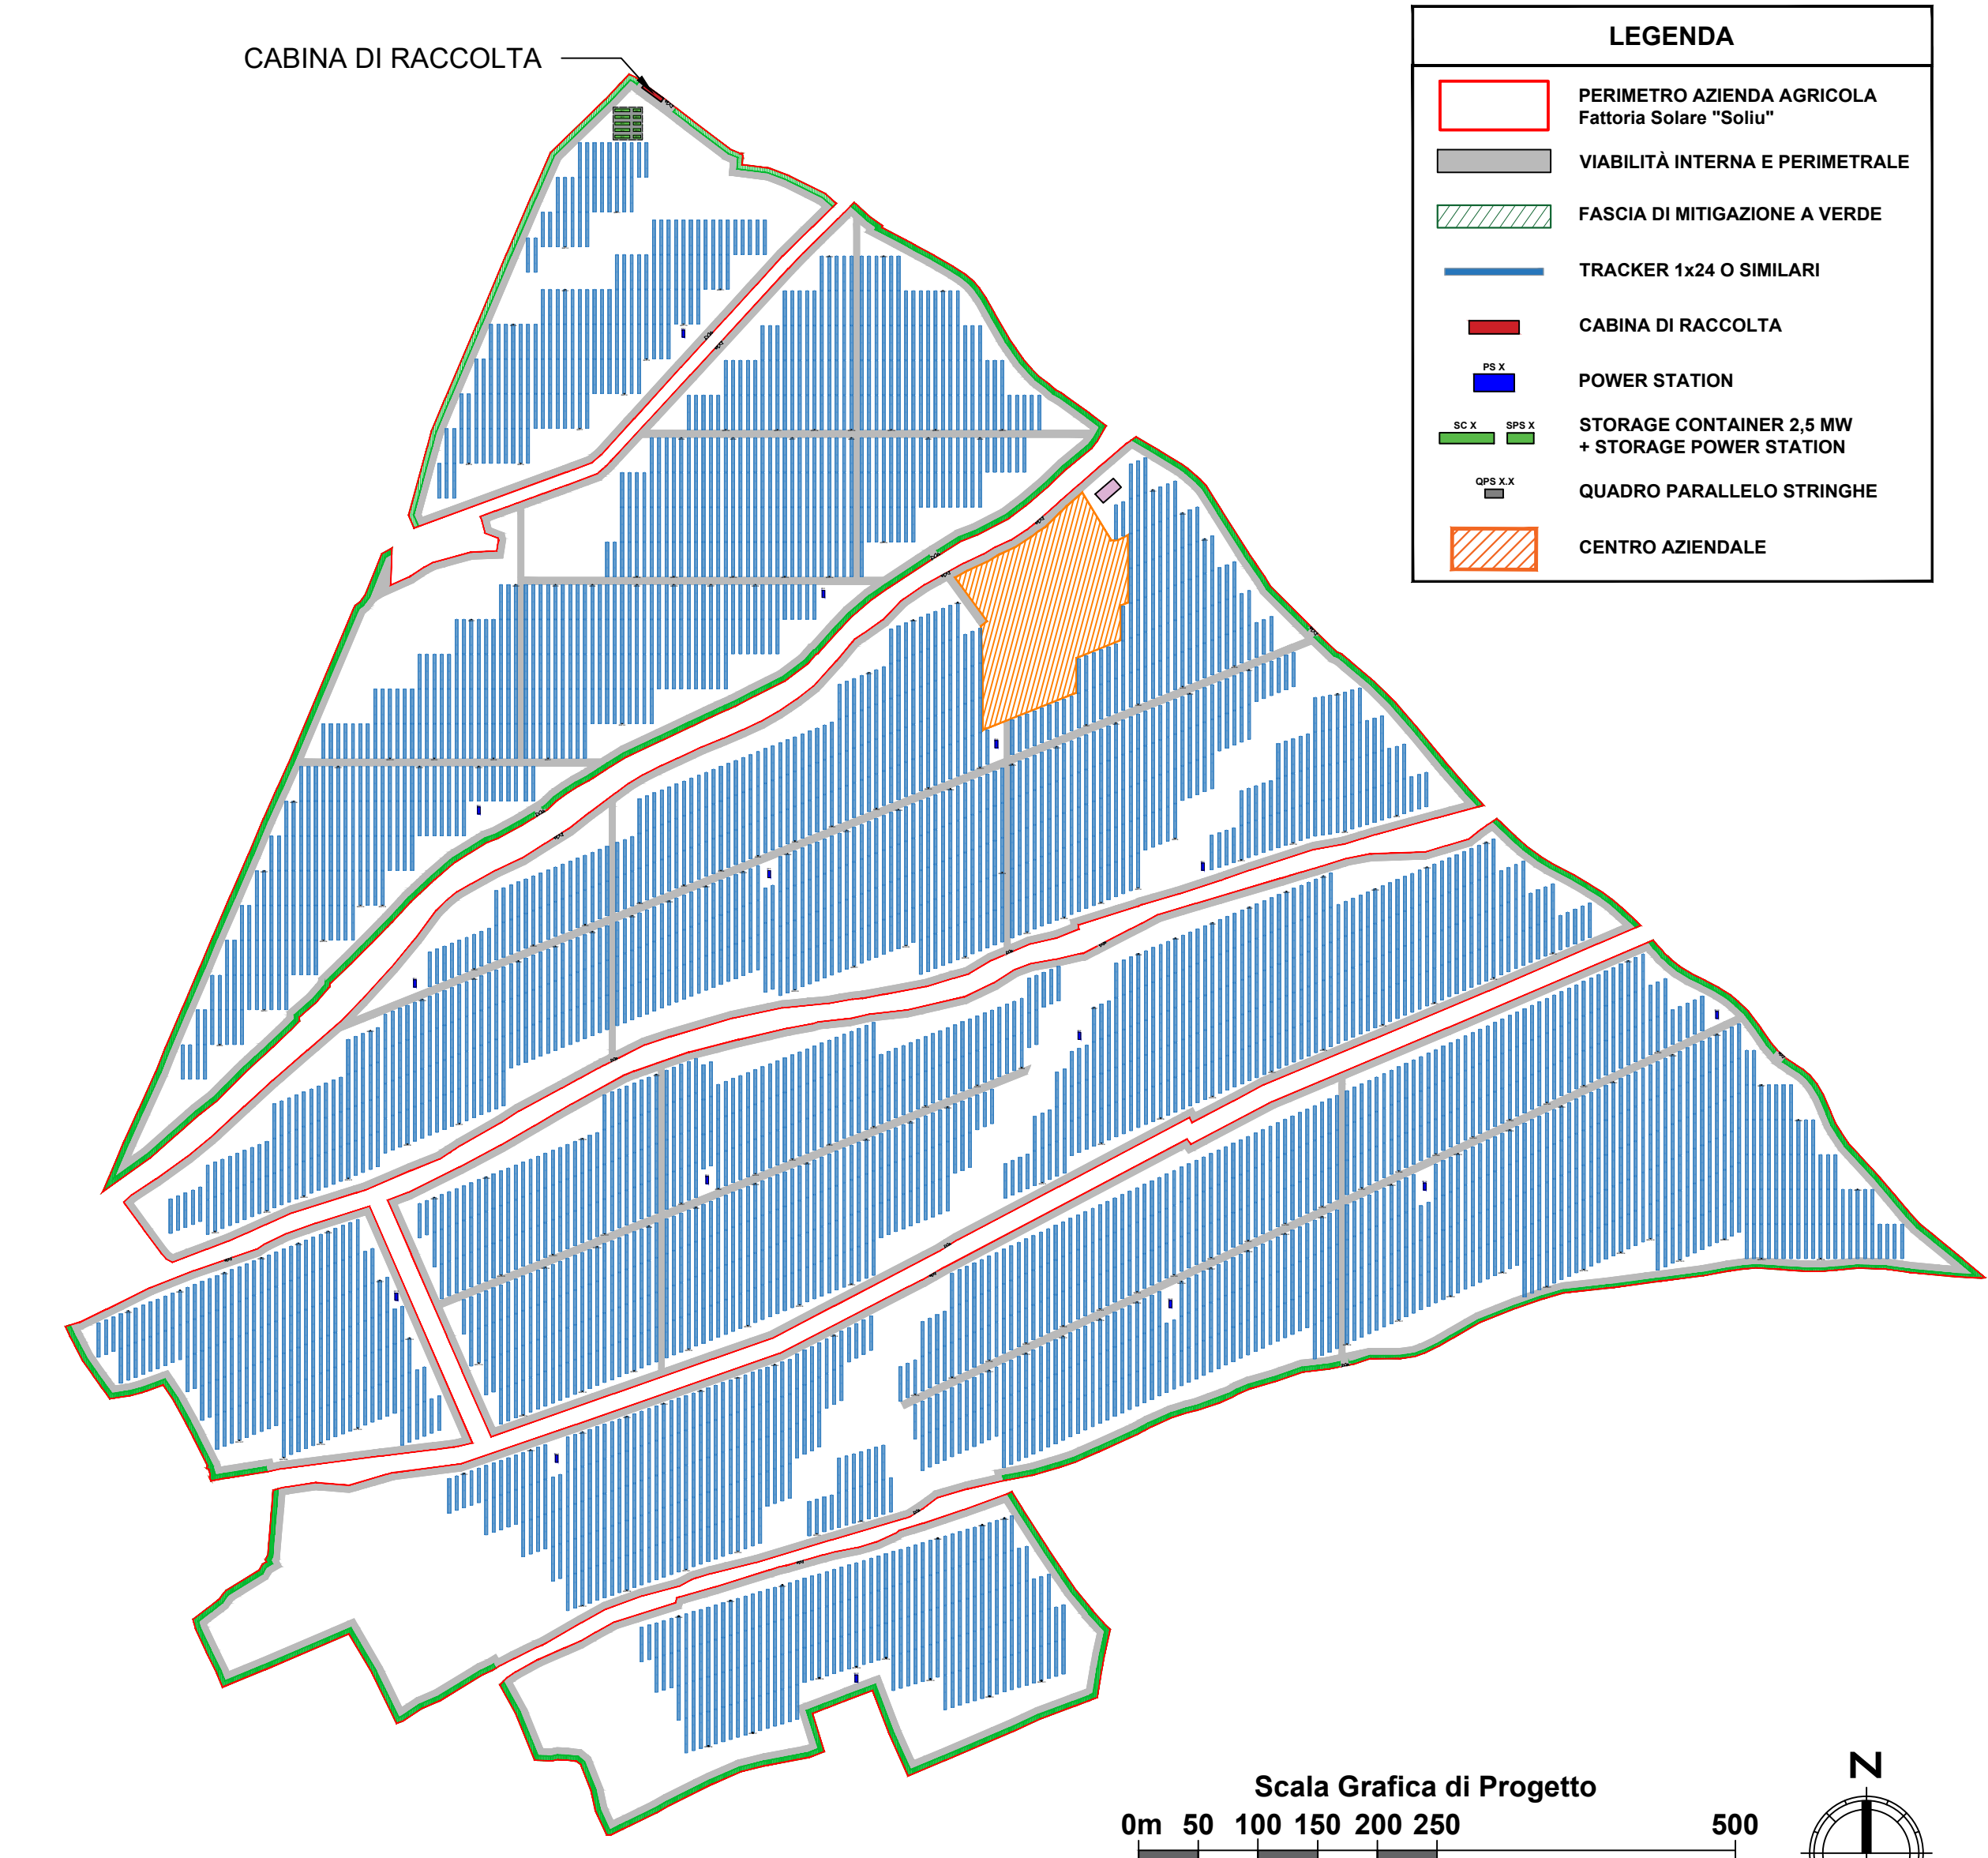 CABINA DI RACCOLTA
LEGENDA
PERIMETRO AZIENDA AGRICOLA
Fattoria Solare "Soliu"
VIABILITÀ INTERNA E PERIMETRALE
FASCIA DI MITIGAZIONE A VERDE
TRACKER 1x24 O SIMILARI
CABINA DI RACCOLTA
PS X
POWER STATION
SC X SPS X
STORAGE CONTAINER 2,5 MW
+ STORAGE POWER STATION
QPS X.X
QUADRO PARALLELO STRINGHE
CENTRO AZIENDALE
Scala Grafica di Progetto
0m 50 100 150 200 250 500
N